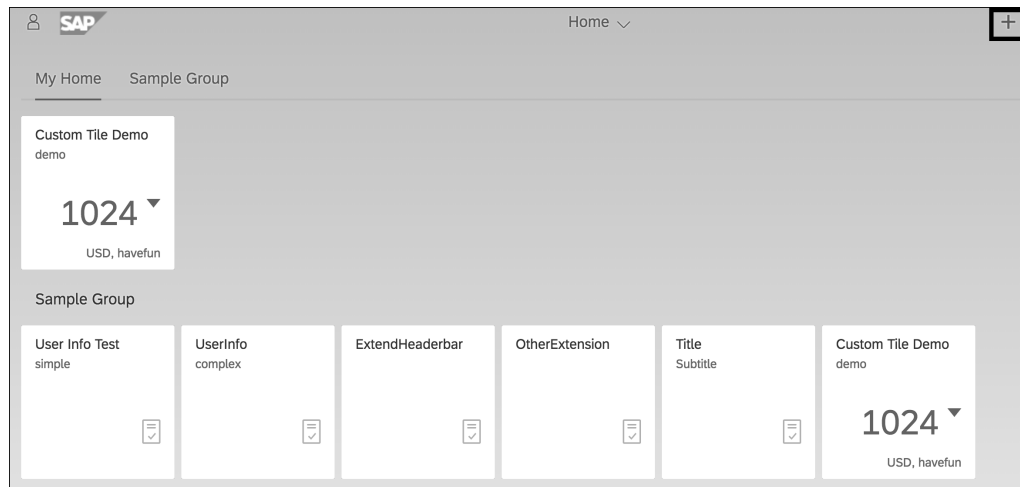 SAP
Home
My Home Sample Group
Custom Tile Demo
demo
1024
USD, havefun
Sample Group
User Info Test
simple
UserInfo
complex
ExtendHeaderbar
OtherExtension
Title
Subtitle
Custom Tile Demo
demo
1024
USD, havefun